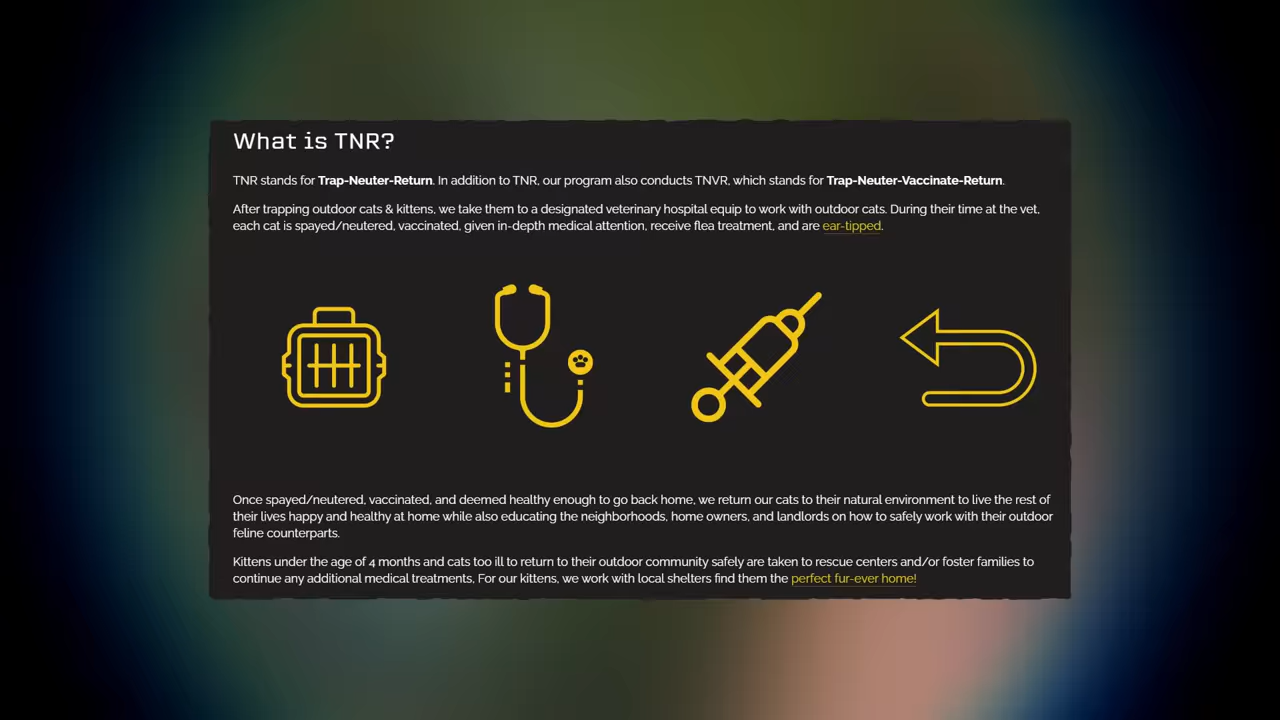 What is TNR?
TNR stands for Trap-Neuter-Return. In addition to TNR, our program also conducts TNVR, which stands for Trap-Neuter-Vaccinate-Return.
After trapping outdoor cats & kittens, we take them to a designated veterinary hospital equip to work with outdoor cats. During their time at the vet,
each cat is spayed/neutered, vaccinated, given in-depth medical attention, receive flea treatment, and are ear-tipped.
Once spayed/neutered, vaccinated, and deemed healthy enough to go back home, we return our cats to their natural environment to live the rest of
their lives happy and healthy at home while also educating the neighborhoods, home owners, and landlords on how to safely work with their outdoor
feline counterparts.
Kittens under the age of 4 months and cats too ill to return to their outdoor community safely are taken to rescue centers and/or foster families to
continue any additional medical treatments. For our kittens, we work with local shelters find them the perfect fur-ever home!